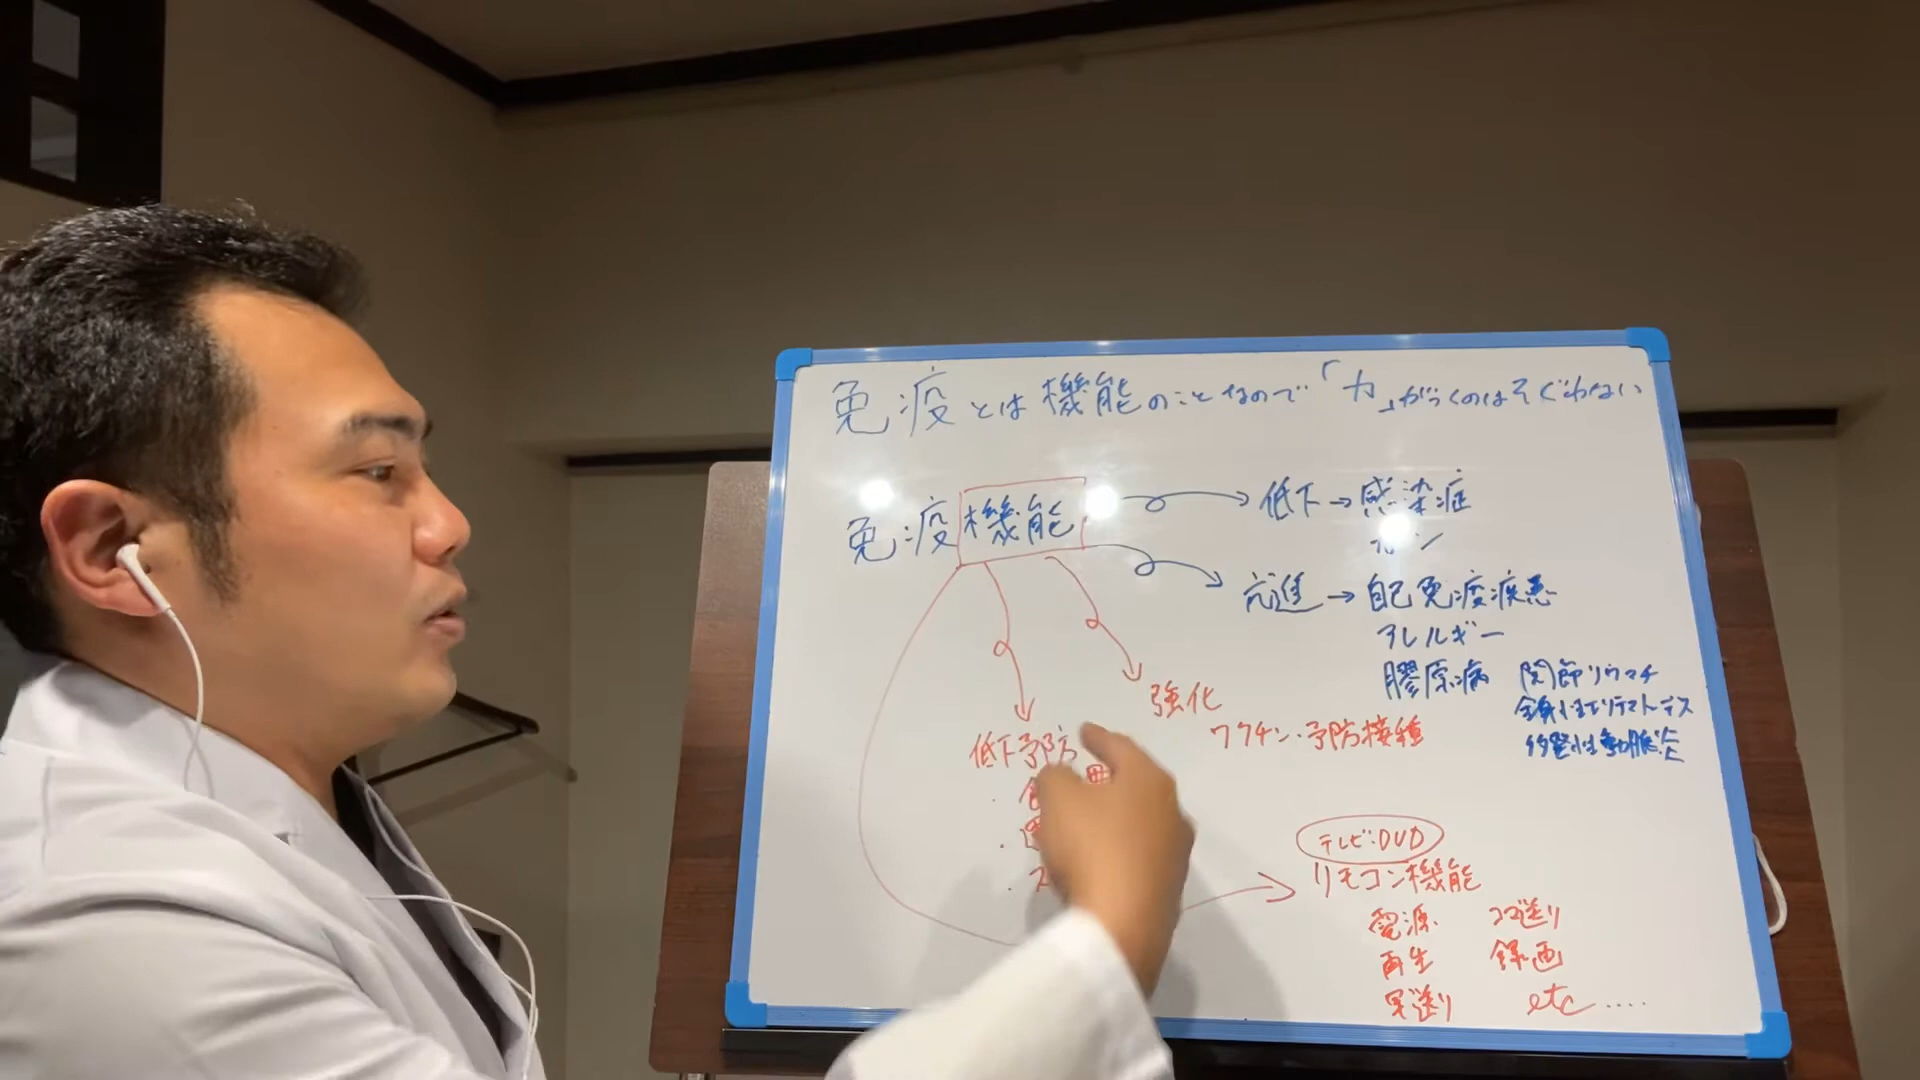 免疫とは機能のことなので「力」がつくのはそぐわない
免疫機能
低下→感染症
ガン
亢進→自己免疫疾患
アレルギー
膠原病
関節リウマチ
全身性エリテマトーデス
多発性動脈炎
強化
ワクチン・予防接種
低下予防
テレビ・DVD
リモコン機能
電源 コマ送り
再生 録画
早送り etc.....